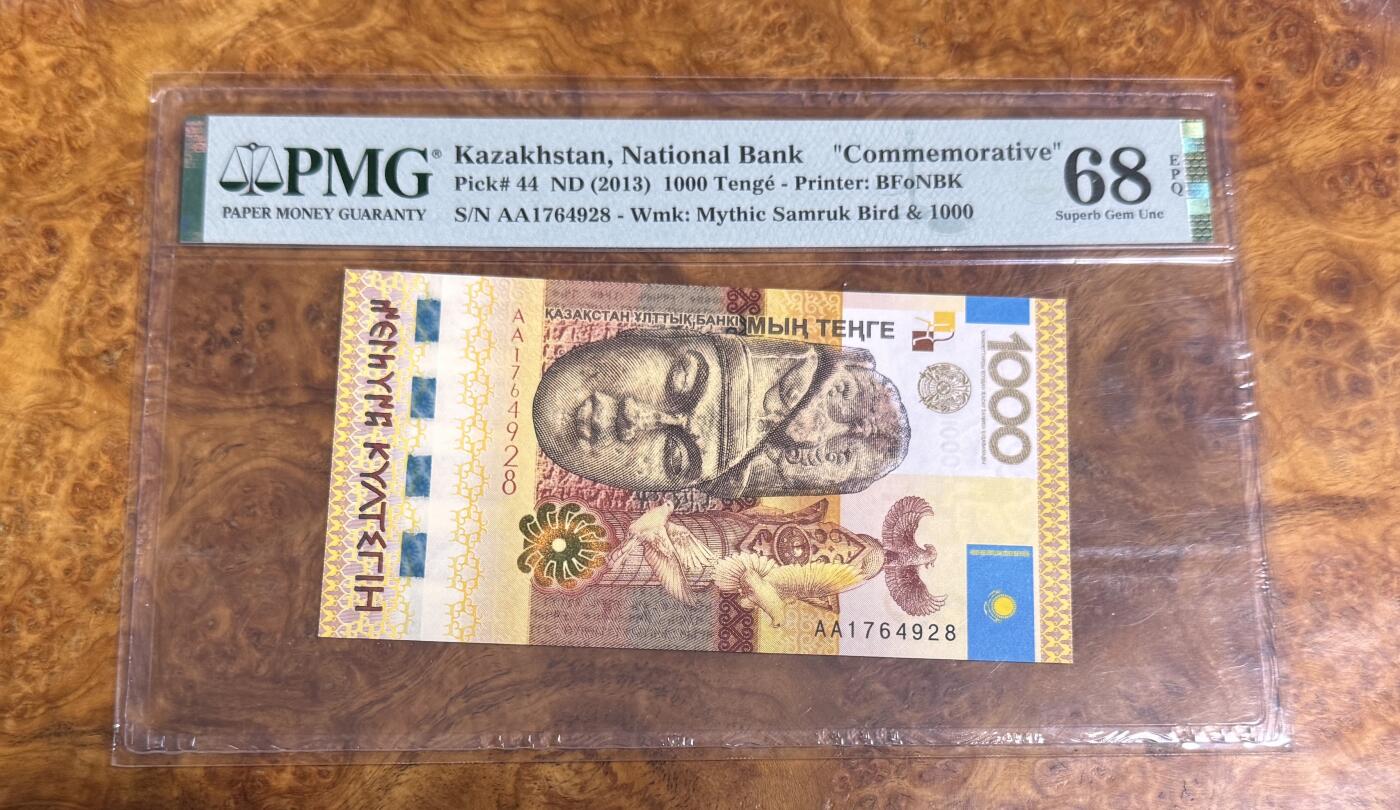 PMG®
PAPER MONEY GUARANTY
Kazakhstan, National Bank "Commemorative"
Pick# 44 ND (2013) 1000 Tengé - Printer: BFoNBK
S/N AA1764928 - Wmk: Mythic Samruk Bird & 1000
68
Superb Gem Unc
EPQ
КҮЛТЕГІН
AA1764928
ҚАЗАҚСТАН ҰЛТТЫҚ БАНКІ
МЫҢ ТЕҢГЕ
1000
AA1764928